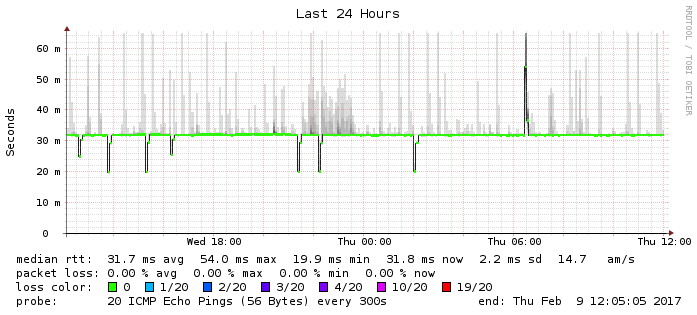 Last 24 Hours
RRDTOOL / TOBI OETIKER
Seconds
60 m
50 m
40 m
30 m
20 m
10 m
0
Wed 18:00 Thu 00:00 Thu 06:00 Thu 12:00
median rtt: 31.7 ms avg 54.0 ms max 19.9 ms min 31.8 ms now 2.2 ms sd 14.7 am/s
packet loss: 0.00 % avg 0.00 % max 0.00 % min 0.00 % now
loss color: 0 1/20 2/20 3/20 4/20 10/20 19/20
probe: 20 ICMP Echo Pings (56 Bytes) every 300s end: Thu Feb 9 12:05:05 2017